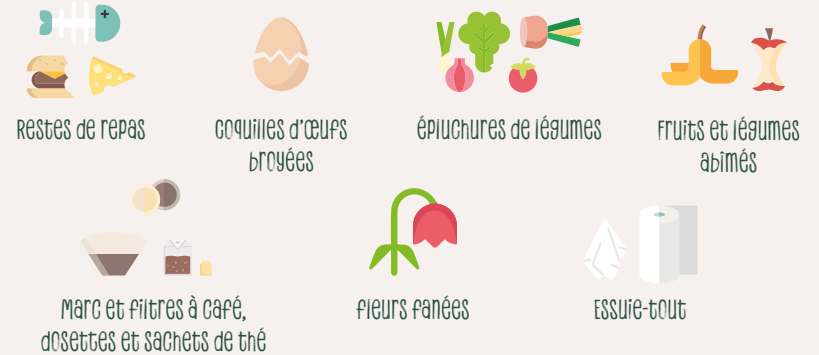 Restes de repas
Coquilles d'œufs
broyées
épluchures de légumes
Fruits et légumes
abîmés
Marc et filtres à café,
dosettes et sachets de thé
fleurs fanées
Essuie-tout